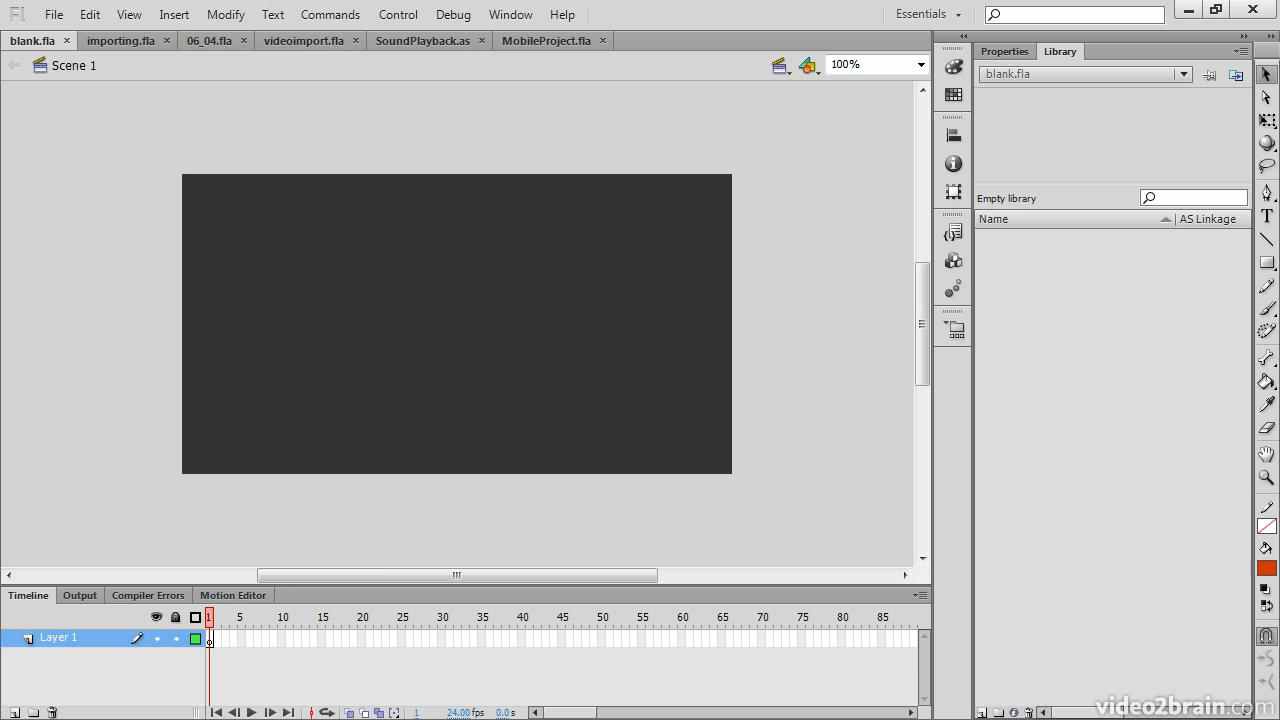 Fl File Edit View Insert Modify Text Commands Control Debug Window Help Essentials
blank.fla importing.fla 06_04.fla videoimport.fla SoundPlayback.as MobileProject.fla
Scene 1 100%
Properties Library
blank.fla
Empty library
Name AS Linkage
Timeline Output Compiler Errors Motion Editor
1 5 10 15 20 25 30 35 40 45 50 55 60 65 70 75 80 85
Layer 1
1 24.00 fps 0.0 s
video2brain.com